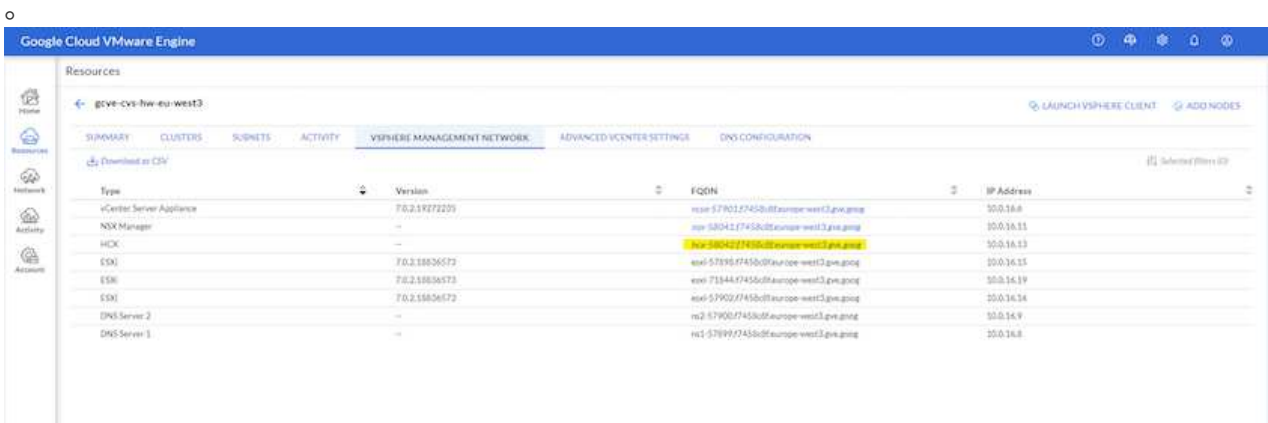 Google Cloud VMware Engine
Resources
gcve-cvs-hw-eu-west3
LAUNCH VSPHERE CLIENT ADD NODES
Home
Resources
Network
Activity
Account
SUMMARY CLUSTERS SUBNETS ACTIVITY VSPHERE MANAGEMENT NETWORK ADVANCED VCENTER SETTINGS DNS CONFIGURATION
Download as CSV Selected filters (0)
Type Version FQDN IP Address
vCenter Server Appliance 7.0.2.19272235 10.0.16.6
NSX Manager -- 10.0.16.11
HCX -- 10.0.16.13
ESXi 7.0.2.18836573 10.0.16.15
ESXi 7.0.2.18836573 10.0.16.19
ESXi 7.0.2.18836573 10.0.16.14
DNS Server 2 -- 10.0.16.9
DNS Server 1 -- 10.0.16.8